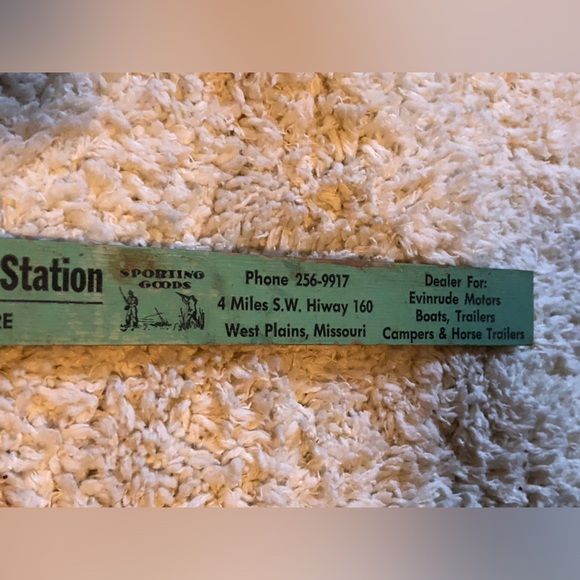 Station
RE
SPORTING
GOODS
Phone 256-9917
4 Miles S.W. Hiway 160
West Plains, Missouri
Dealer For:
Evinrude Motors
Boats, Trailers
Campers & Horse Trailers